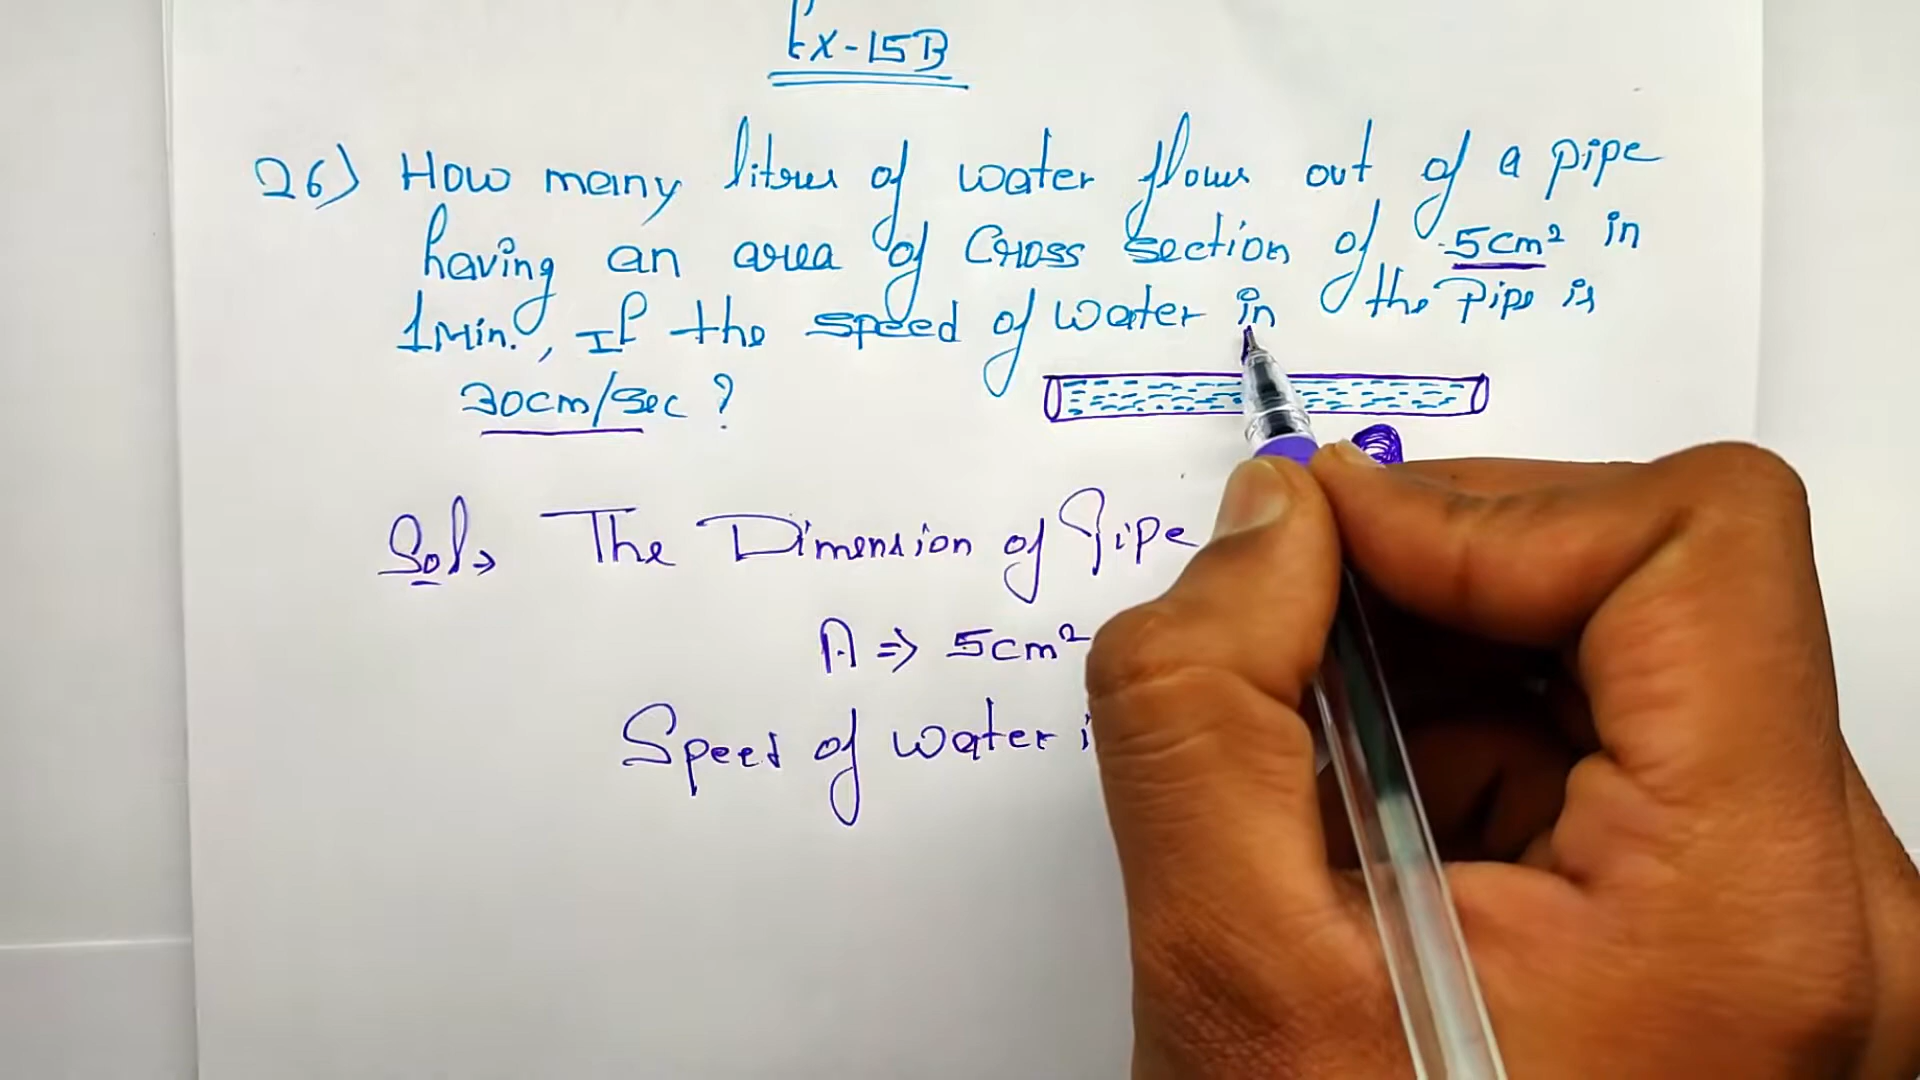 Ex-15B
26) How many litres of water flows out of a pipe
having an area of Cross section of 5cm² in
1Min., If the speed of water in the pipe is
30cm/sec ?
Sol, The Dimension of Pipe
A => 5cm²
Speed of water i